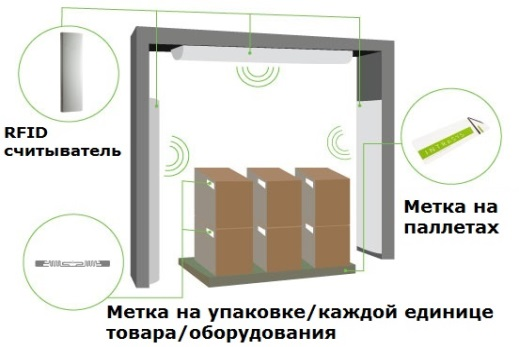 RFID
считыватель
Метка на
паллетах
Метка на упаковке/каждой единице
товара/оборудования